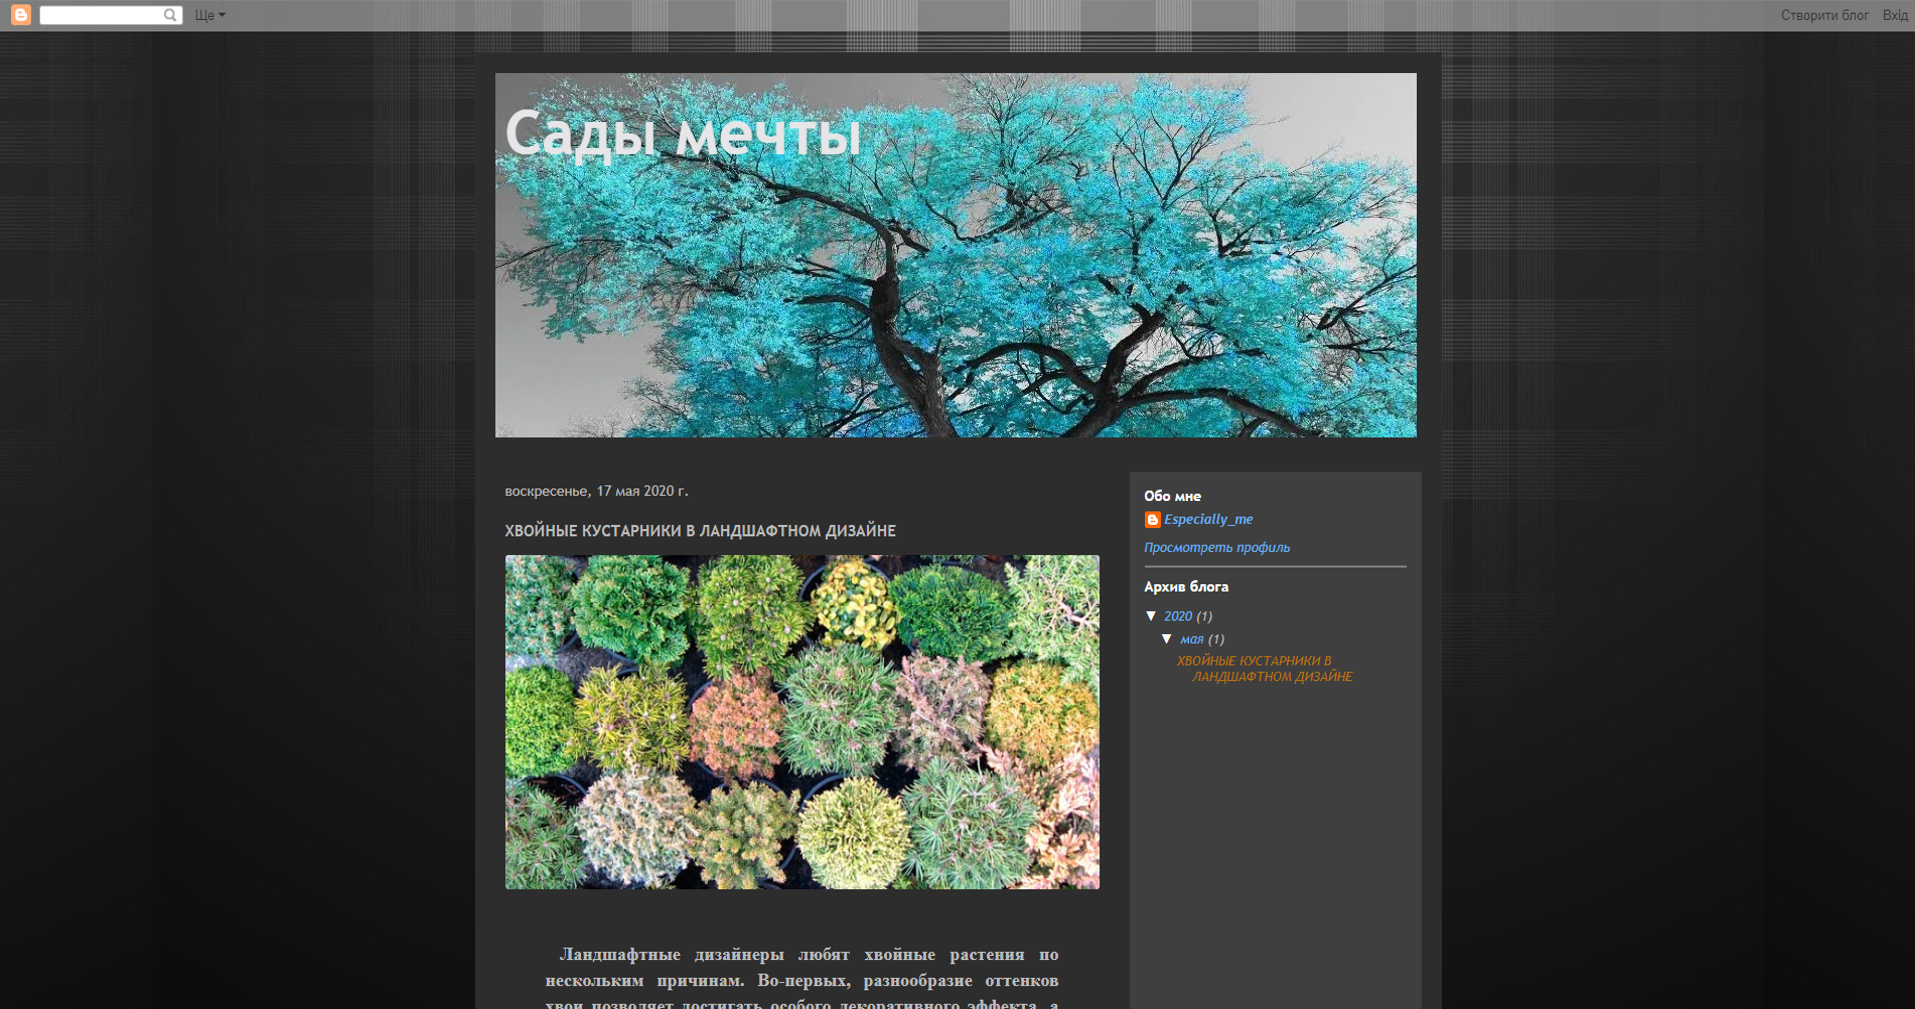 Ще
Створити блог Вхід
Сады мечты
воскресенье, 17 мая 2020 г.
ХВОЙНЫЕ КУСТАРНИКИ В ЛАНДШАФТНОМ ДИЗАЙНЕ
Ландшафтные дизайнеры любят хвойные растения по
нескольким причинам. Во-первых, разнообразие оттенков
хвои позволяет достигать особого декоративного эффекта, а
Обо мне
Especially_me
Просмотреть профиль
Архив блога
▼ 2020 (1)
▼ мая (1)
ХВОЙНЫЕ КУСТАРНИКИ В
ЛАНДШАФТНОМ ДИЗАЙНЕ